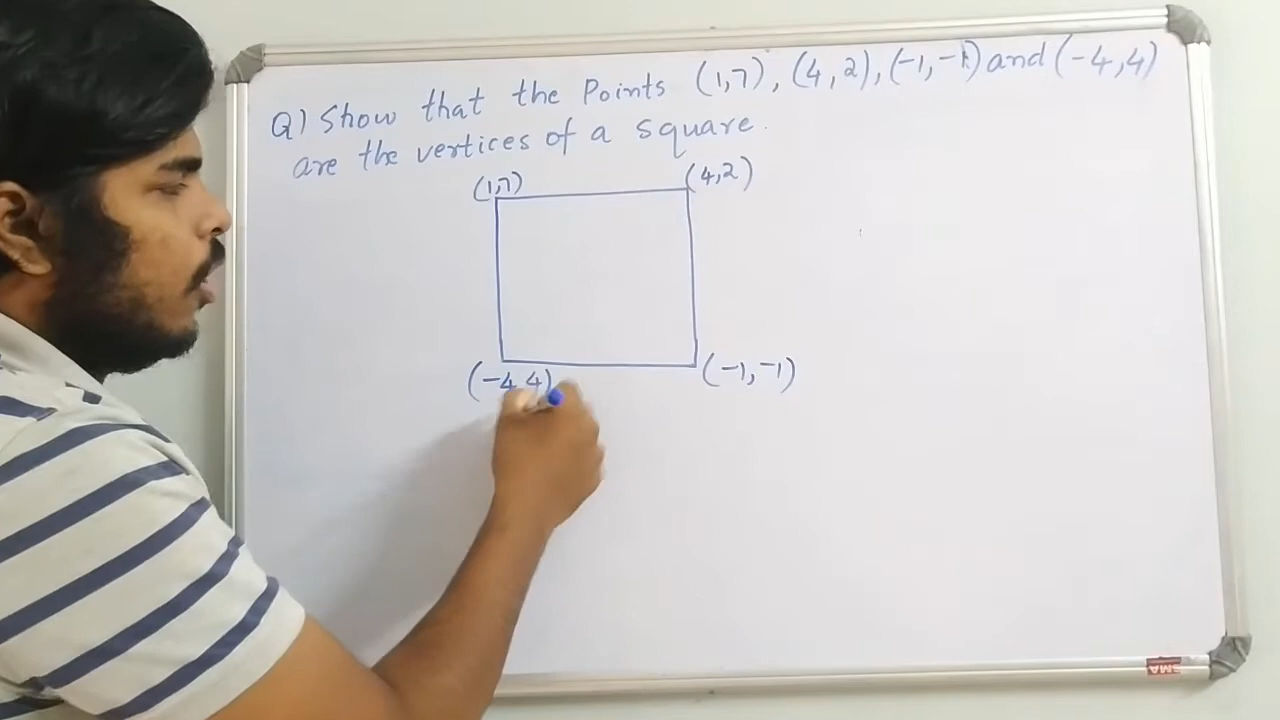 Q) Show that the Points (1,7), (4,2), (-1,-1) and (-4,4)
are the vertices of a square.
(1,7) (4,2)
(-4,4) (-1,-1)
SMA